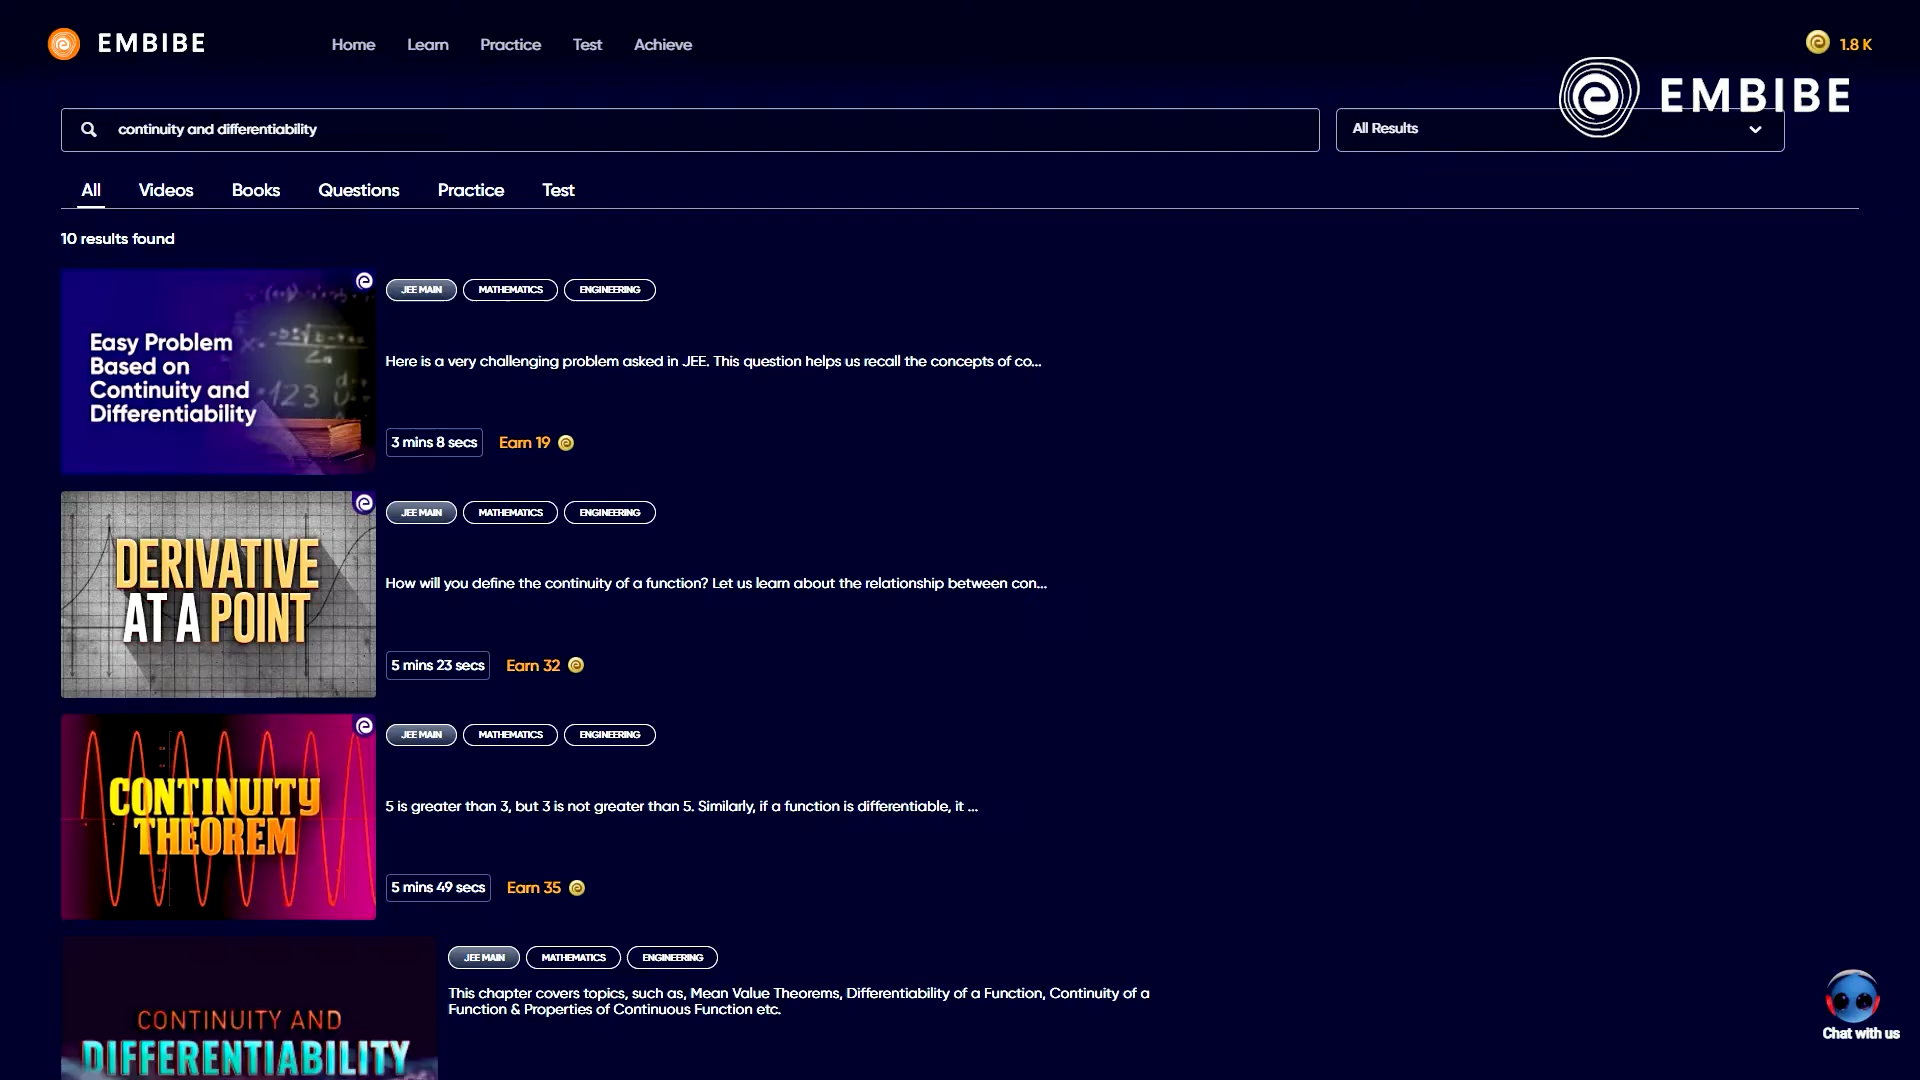 EMBIBE
Home Learn Practice Test Achieve
1.8 K
EMBIBE
continuity and differentiability
All Results
All Videos Books Questions Practice Test
10 results found
Easy Problem
Based on
Continuity and
Differentiability
JEE MAIN MATHEMATICS ENGINEERING
Here is a very challenging problem asked in JEE. This question helps us recall the concepts of co...
3 mins 8 secs Earn 19
DERIVATIVE
AT A POINT
JEE MAIN MATHEMATICS ENGINEERING
How will you define the continuity of a function? Let us learn about the relationship between con...
5 mins 23 secs Earn 32
CONTINUITY
THEOREM
JEE MAIN MATHEMATICS ENGINEERING
5 is greater than 3, but 3 is not greater than 5. Similarly, if a function is differentiable, it ...
5 mins 49 secs Earn 35
CONTINUITY AND
DIFFERENTIABILITY
JEE MAIN MATHEMATICS ENGINEERING
This chapter covers topics, such as, Mean Value Theorems, Differentiability of a Function, Continuity of a
Function & Properties of Continuous Function etc.
Chat with us